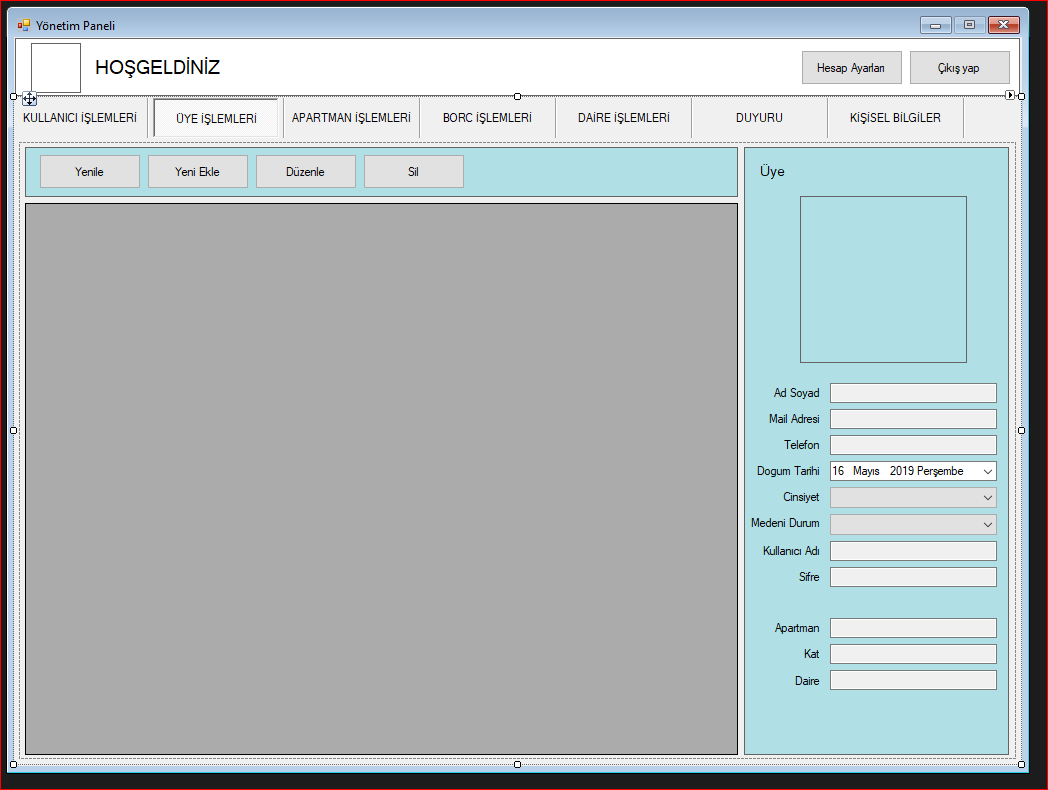 Yönetim Paneli
HOŞGELDİNİZ
Hesap Ayarları
Çıkış yap
KULLANICI İŞLEMLERİ ÜYE İŞLEMLERİ APARTMAN İŞLEMLERİ BORC İŞLEMLERİ DAİRE İŞLEMLERİ DUYURU KİŞİSEL BİLGİLER
Yenile Yeni Ekle Düzenle Sil
Üye
Ad Soyad
Mail Adresi
Telefon
Dogum Tarihi 16 Mayıs 2019 Perşembe
Cinsiyet
Medeni Durum
Kullanıcı Adı
Sifre
Apartman
Kat
Daire